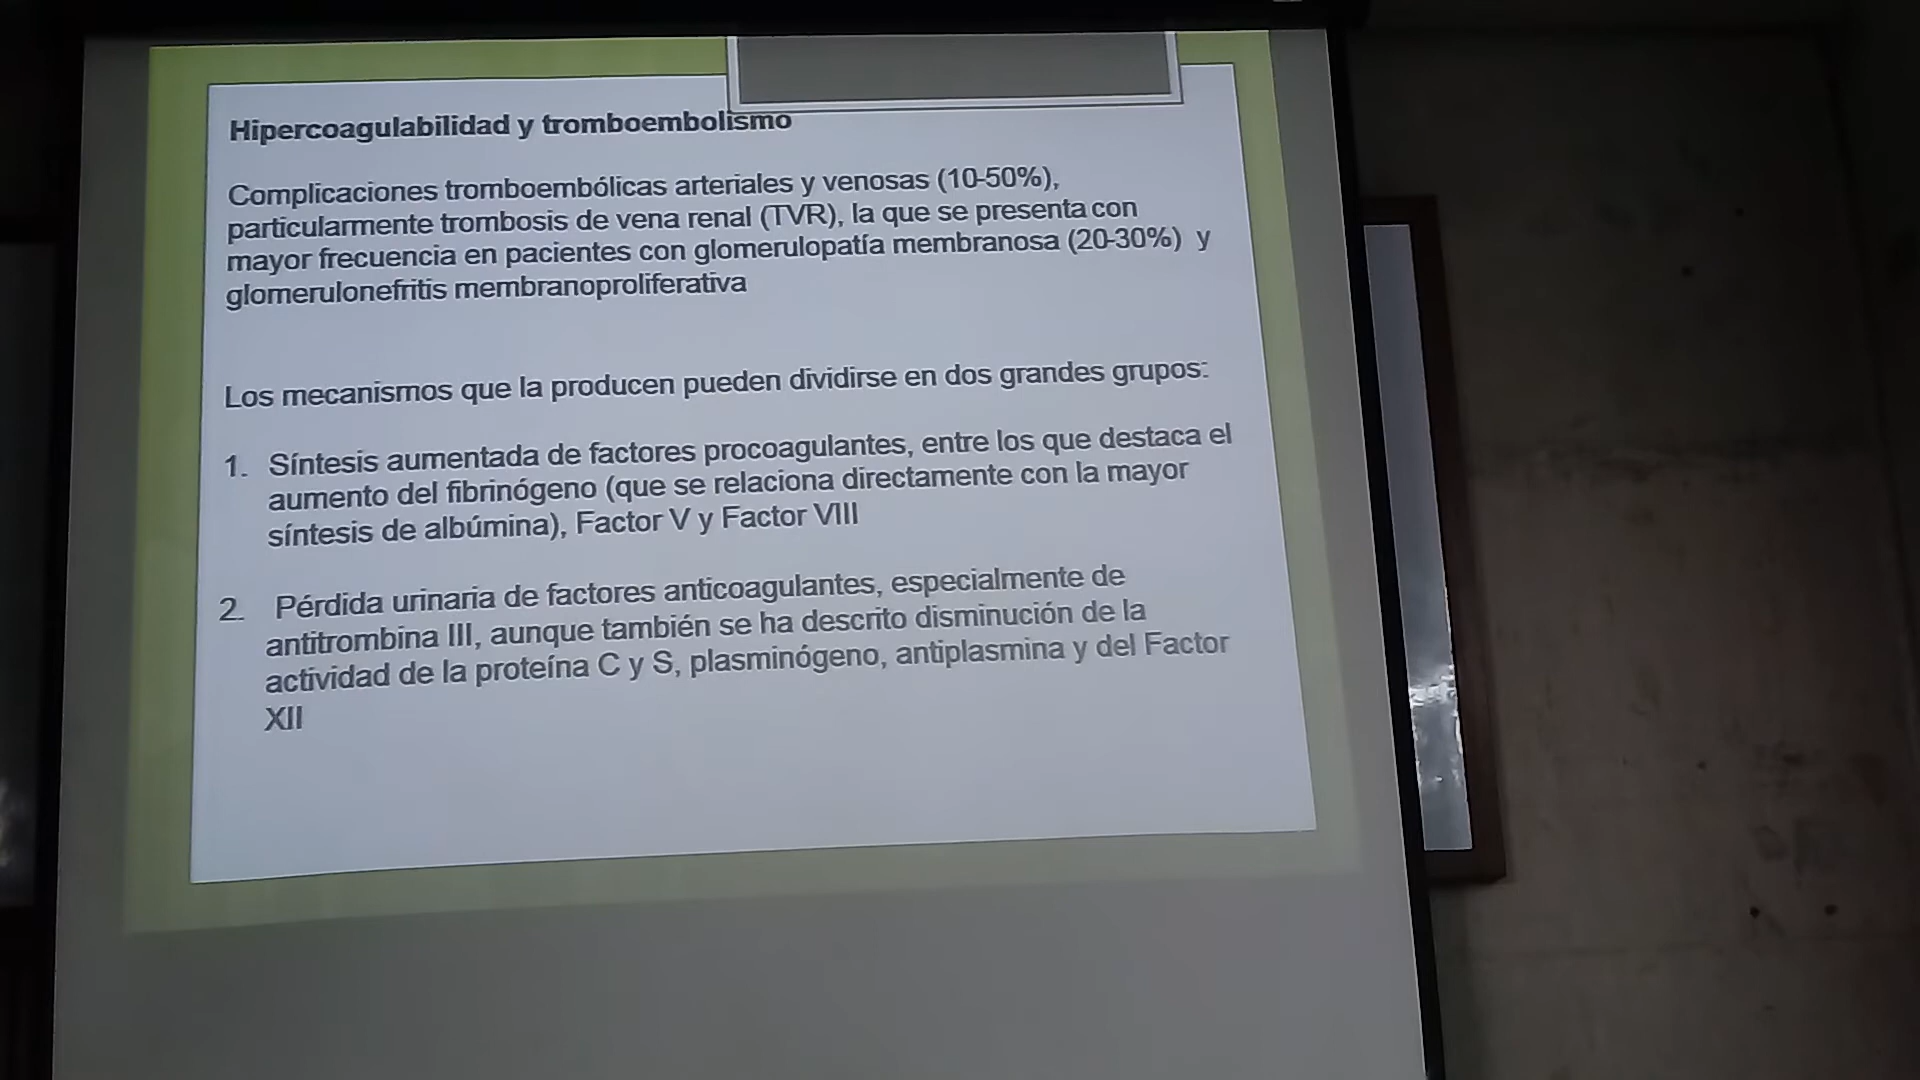 Hipercoagulabilidad y tromboembolismo
Complicaciones tromboembólicas arteriales y venosas (10-50%),
particularmente trombosis de vena renal (TVR), la que se presenta con
mayor frecuencia en pacientes con glomerulopatía membranosa (20-30%) y
glomerulonefritis membranoproliferativa
Los mecanismos que la producen pueden dividirse en dos grandes grupos:
1. Síntesis aumentada de factores procoagulantes, entre los que destaca el
aumento del fibrinógeno (que se relaciona directamente con la mayor
síntesis de albúmina), Factor V y Factor VIII
2. Pérdida urinaria de factores anticoagulantes, especialmente de
antitrombina III, aunque también se ha descrito disminución de la
actividad de la proteína C y S, plasminógeno, antiplasmina y del Factor
XII